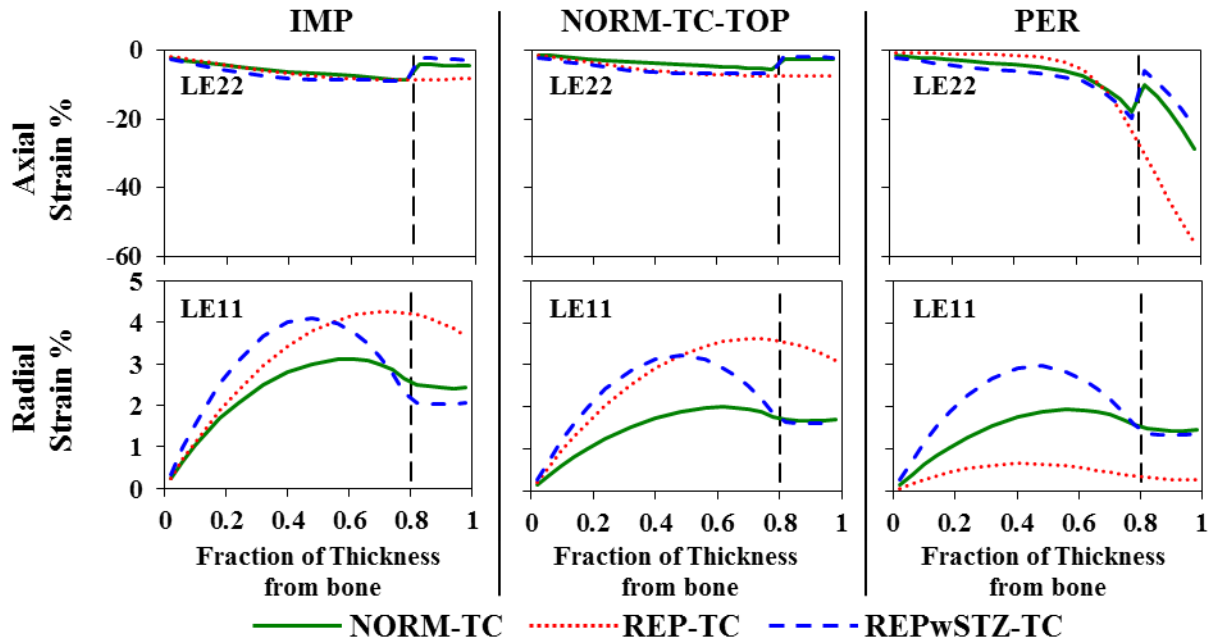 IMP NORM-TC-TOP PER
Axial
Strain %
0
-20
-40
-60
LE22 LE22 LE22
Radial
Strain %
5
4
3
2
1
0
LE11 LE11 LE11
0 0.2 0.4 0.6 0.8 1 0 0.2 0.4 0.6 0.8 1 0 0.2 0.4 0.6 0.8 1
Fraction of Thickness Fraction of Thickness Fraction of Thickness
from bone from bone from bone
NORM-TC REP-TC REPwSTZ-TC